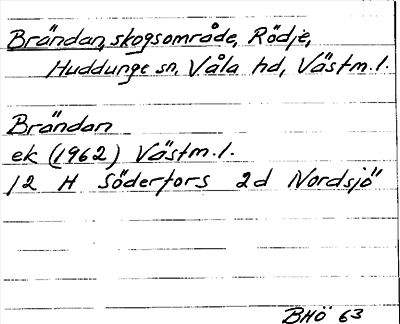 Brändan, skogsområde, Rödje,
Huddunge sn, Våla hd, Västm.l.
Brändan
ek (1962) Västm.l.
12 H Söderfors 2d Nordsjö
BHÖ 63